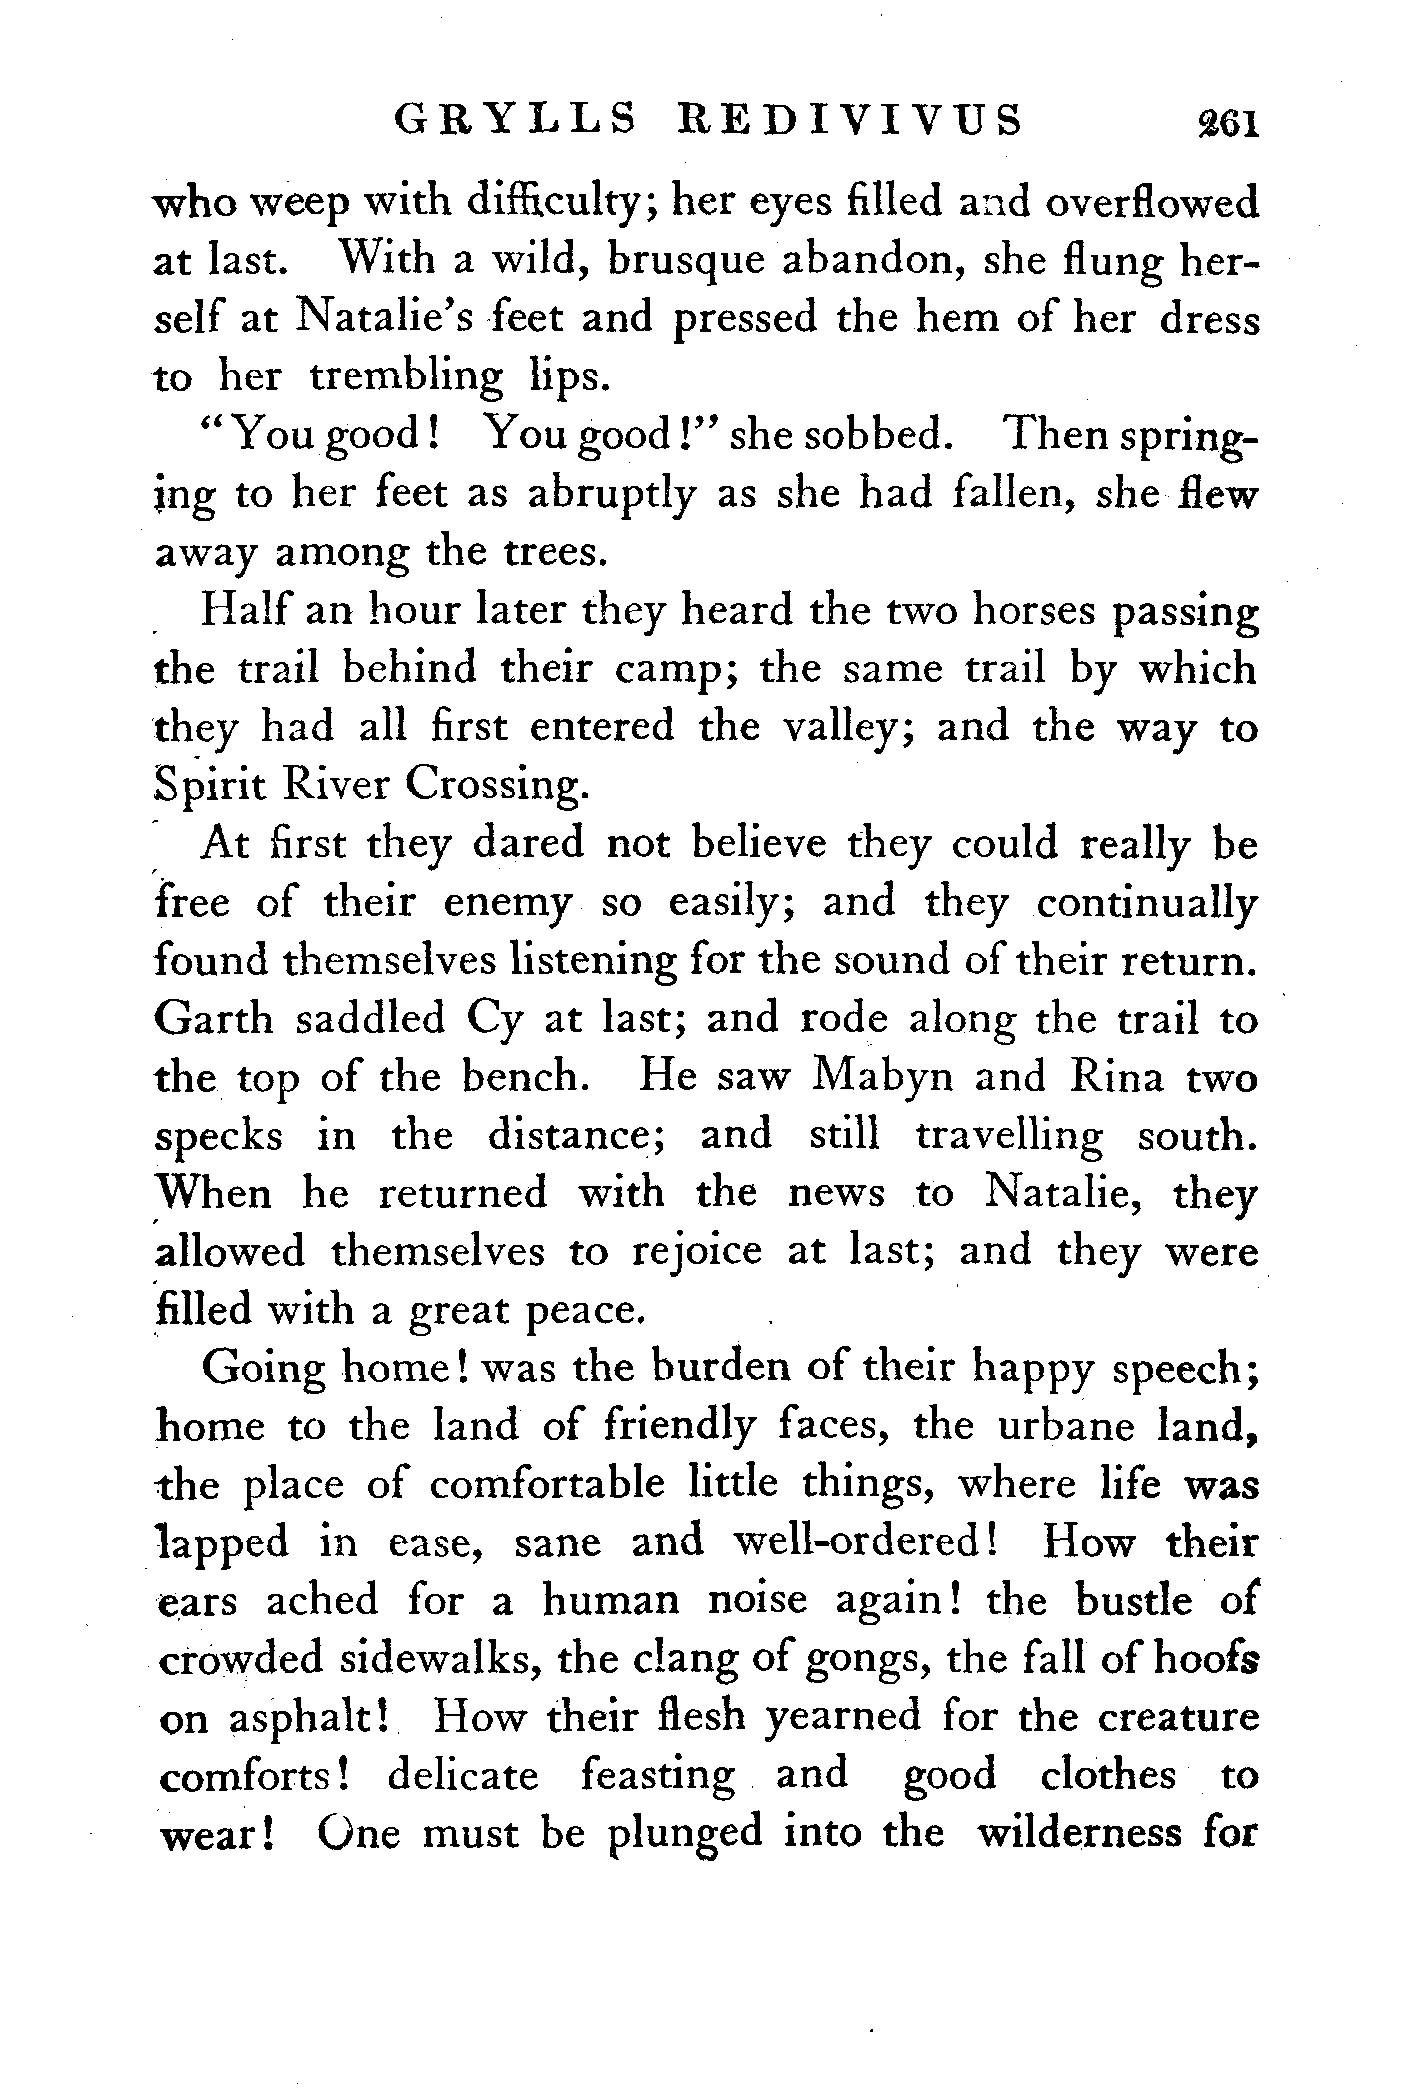 GRYLLS REDIVIVUS 261
who weep with difficulty; her eyes filled and overflowed
at last. With a wild, brusque abandon, she flung her-
self at Natalie's feet and pressed the hem of her dress
to her trembling lips.
"You good! You good!" she sobbed. Then spring-
ing to her feet as abruptly as she had fallen, she flew
away among the trees.
Half an hour later they heard the two horses passing
the trail behind their camp; the same trail by which
they had all first entered the valley; and the way to
Spirit River Crossing.
At first they dared not believe they could really be
free of their enemy so easily; and they continually
found themselves listening for the sound of their return.
Garth saddled Cy at last; and rode along the trail to
the top of the bench. He saw Mabyn and Rina two
specks in the distance; and still travelling south.
When he returned with the news to Natalie, they
allowed themselves to rejoice at last; and they were
filled with a great peace.
Going home! was the burden of their happy speech;
home to the land of friendly faces, the urbane land,
the place of comfortable little things, where life was
lapped in ease, sane and well-ordered! How their
ears ached for a human noise again! the bustle of
crowded sidewalks, the clang of gongs, the fall of hoofs
on asphalt! How their flesh yearned for the creature
comforts! delicate feasting and good clothes to
wear! One must be plunged into the wilderness for